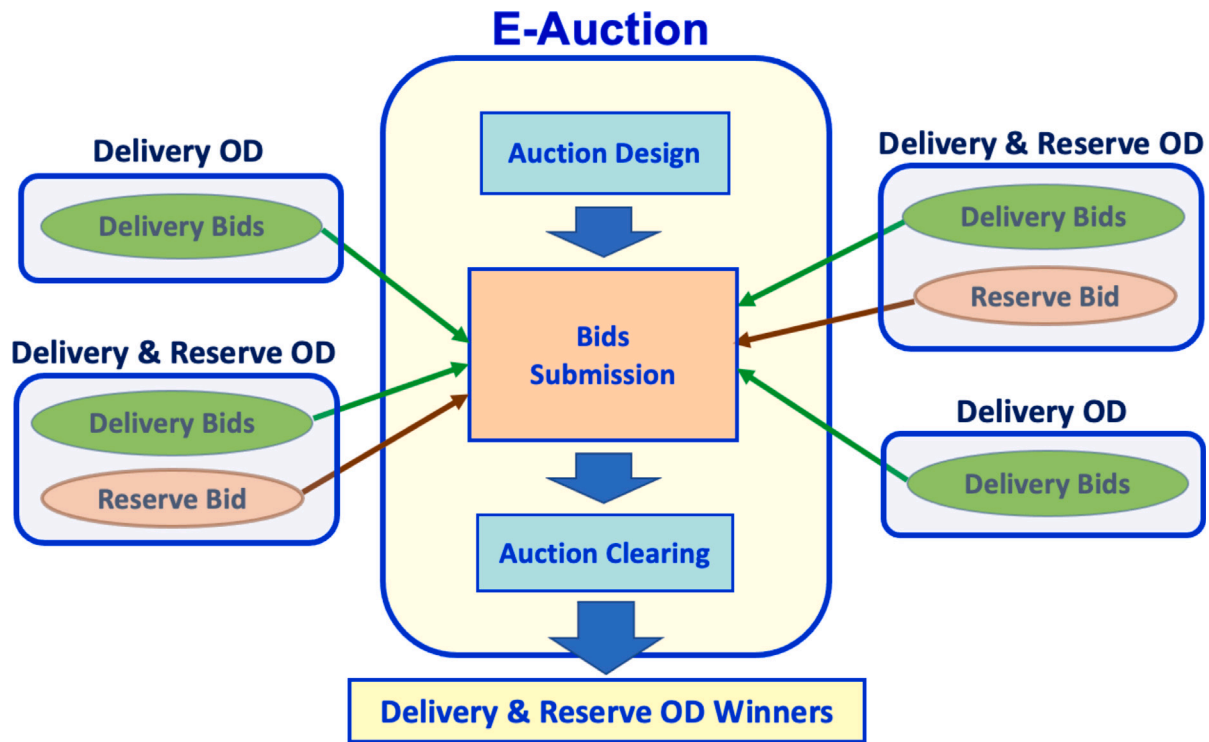 E-Auction
Delivery OD
Delivery Bids
Delivery & Reserve OD
Delivery Bids
Reserve Bid
Auction Design
Bids
Submission
Auction Clearing
Delivery & Reserve OD Winners
Delivery & Reserve OD
Delivery Bids
Reserve Bid
Delivery OD
Delivery Bids